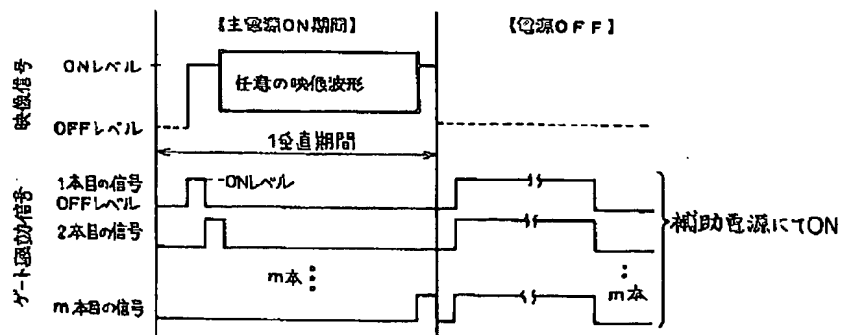 【主電源ON期間】
【電源OFF】
映像信号
ONレベル
任意の映像波形
OFFレベル
1垂直期間
ゲート駆動信号
1本目の信号
ONレベル
OFFレベル
2本目の信号
補助電源にてON
m本
m本
m本目の信号